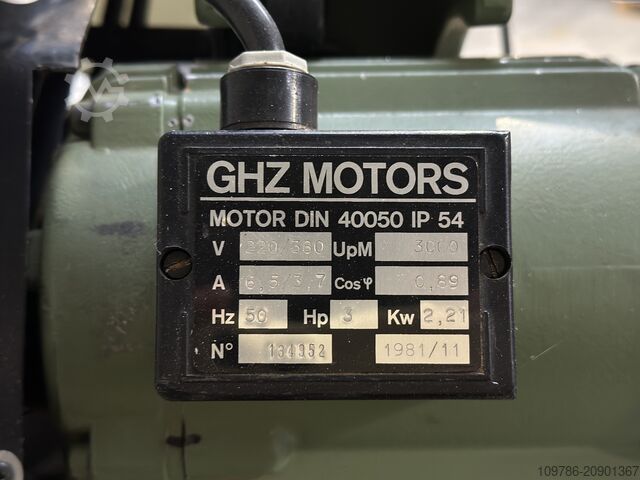 GHZ MOTORS
MOTOR DIN 40050 IP 54
V 220/380 UpM 3000
A 6,5/3,7 Cosφ 0,89
Hz 50 Hp 3 Kw 2,21
N° 134052 1981/11
109786-20901367